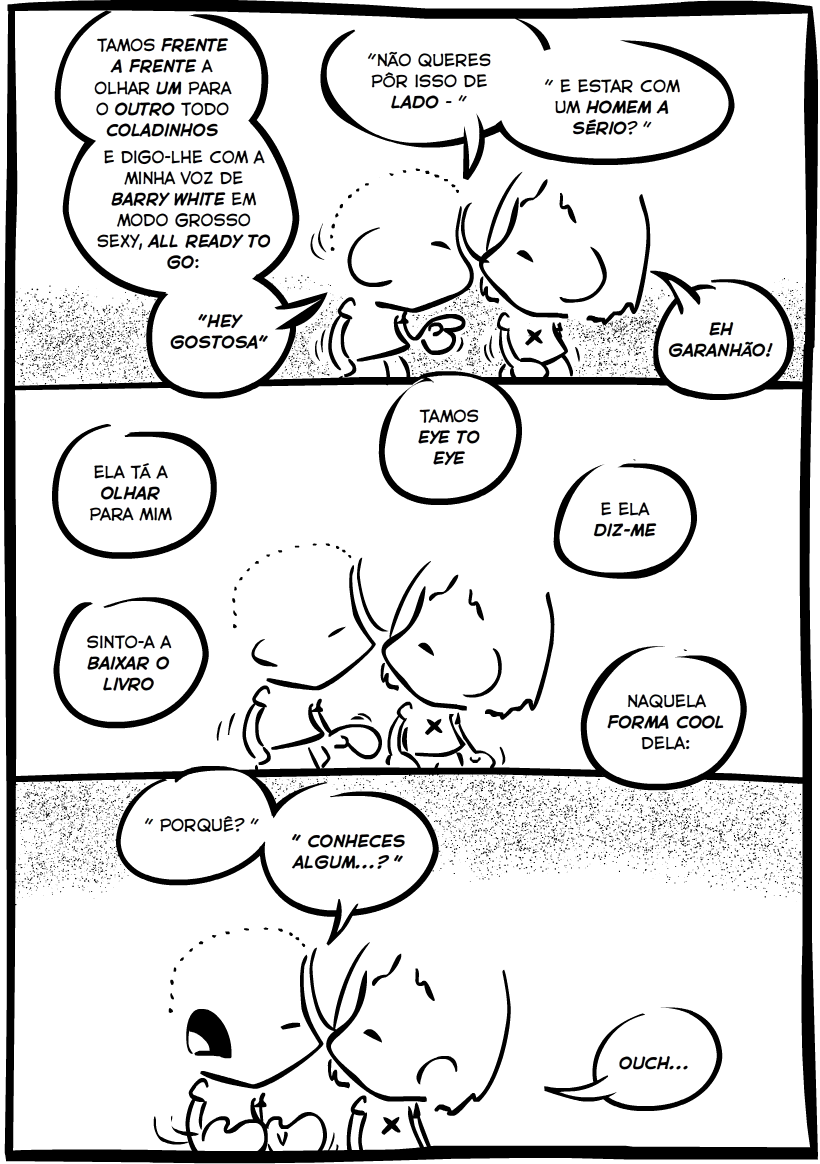 TAMOS FRENTE
A FRENTE A
OLHAR UM PARA
O OUTRO TODO
COLADINHOS
E DIGO-LHE COM A
MINHA VOZ DE
BARRY WHITE EM
MODO GROSSO
SEXY, ALL READY TO
GO:
"HEY
GOSTOSA"
"NÃO QUERES
PÔR ISSO DE
LADO - "
" E ESTAR COM
UM HOMEM A
SÉRIO? "
EH
GARANHÃO!
TAMOS
EYE TO
EYE
ELA TÁ A
OLHAR
PARA MIM
E ELA
DIZ-ME
SINTO-A A
BAIXAR O
LIVRO
NAQUELA
FORMA COOL
DELA:
" PORQUÊ? "
" CONHECES
ALGUM...? "
OUCH...